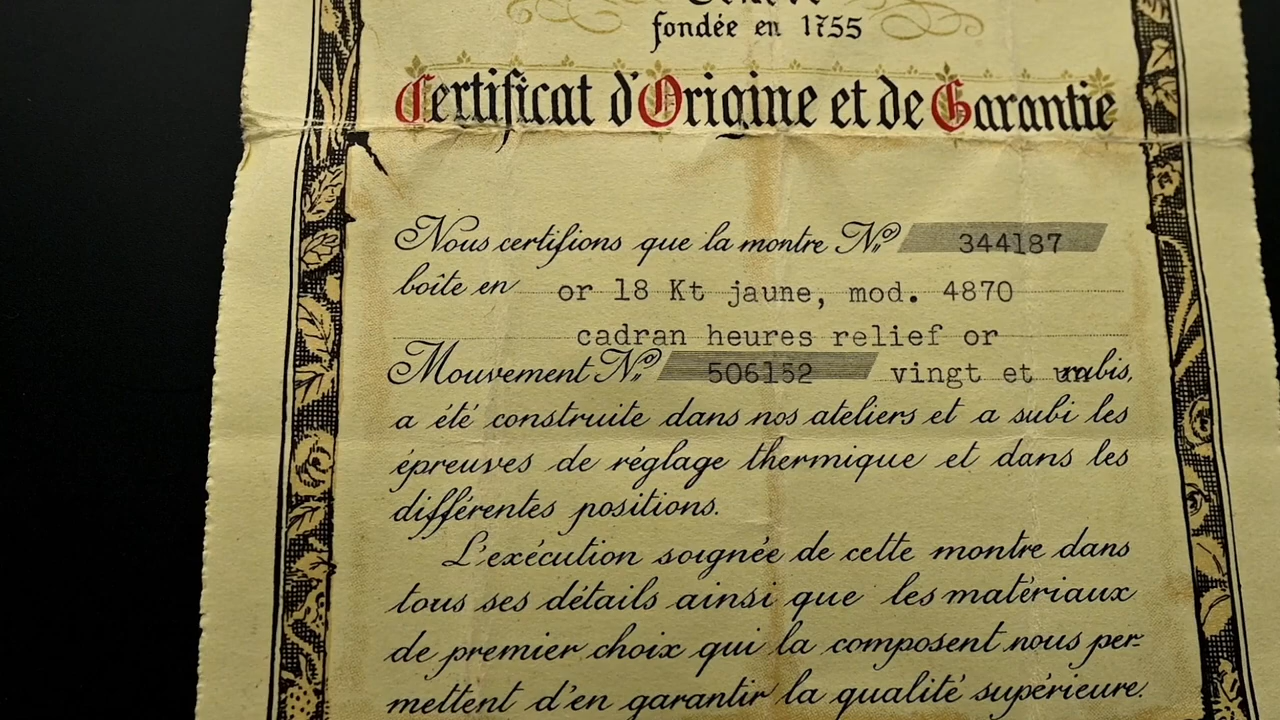 Genève
fondée en 1755
Certificat d'Origine et de Garantie
Nous certifions que la montre No 344187
boîte en or 18 Kt jaune, mod. 4870
cadran heures relief or
Mouvement No 506152 vingt et un rubis,
a été construite dans nos ateliers et a subi les
épreuves de réglage thermique et dans les
différentes positions.
L'exécution soignée de cette montre dans
tous ses détails ainsi que les matériaux
de premier choix qui la composent nous per-
mettent d'en garantir la qualité supérieure.